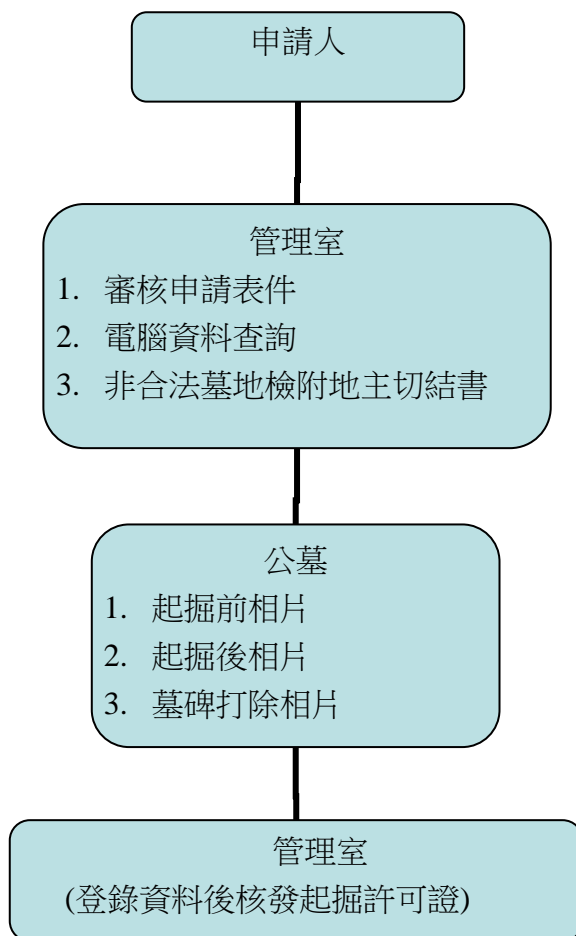 申請人
管理室
1. 審核申請表件
2. 電腦資料查詢
3. 非合法墓地檢附地主切結書
公墓
1. 起掘前相片
2. 起掘後相片
3. 墓碑打除相片
管理室
(登錄資料後核發起掘許可證)